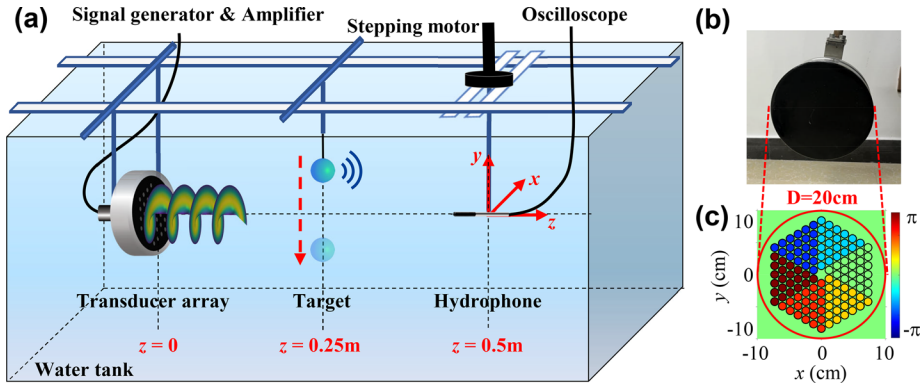 (a)
Signal generator & Amplifier
Stepping motor
Oscilloscope
y
x
z
Transducer array
Target
Hydrophone
z = 0
z = 0.25m
z = 0.5m
Water tank
(b)
D=20cm
(c)
10
0
-10
y (cm)
-10
0
10
x (cm)
π
-π